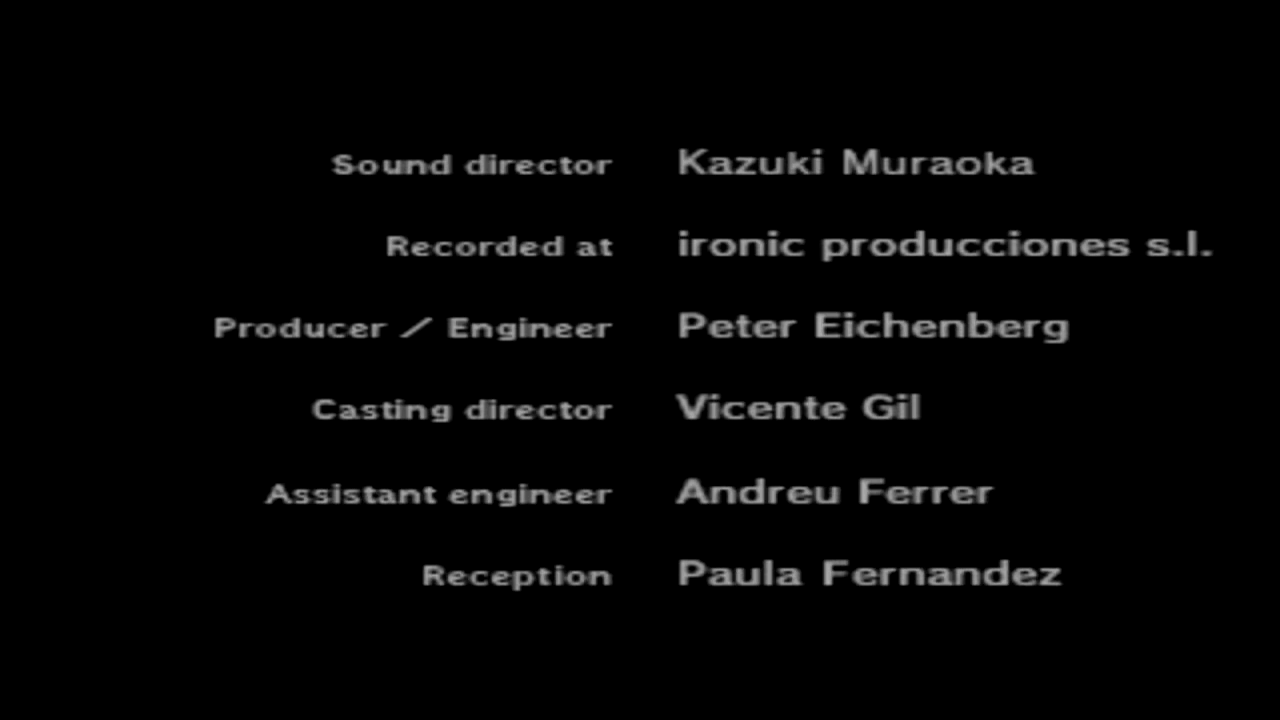 Sound director Kazuki Muraoka
Recorded at ironic producciones s.l.
Producer / Engineer Peter Eichenberg
Casting director Vicente Gil
Assistant engineer Andreu Ferrer
Reception Paula Fernandez